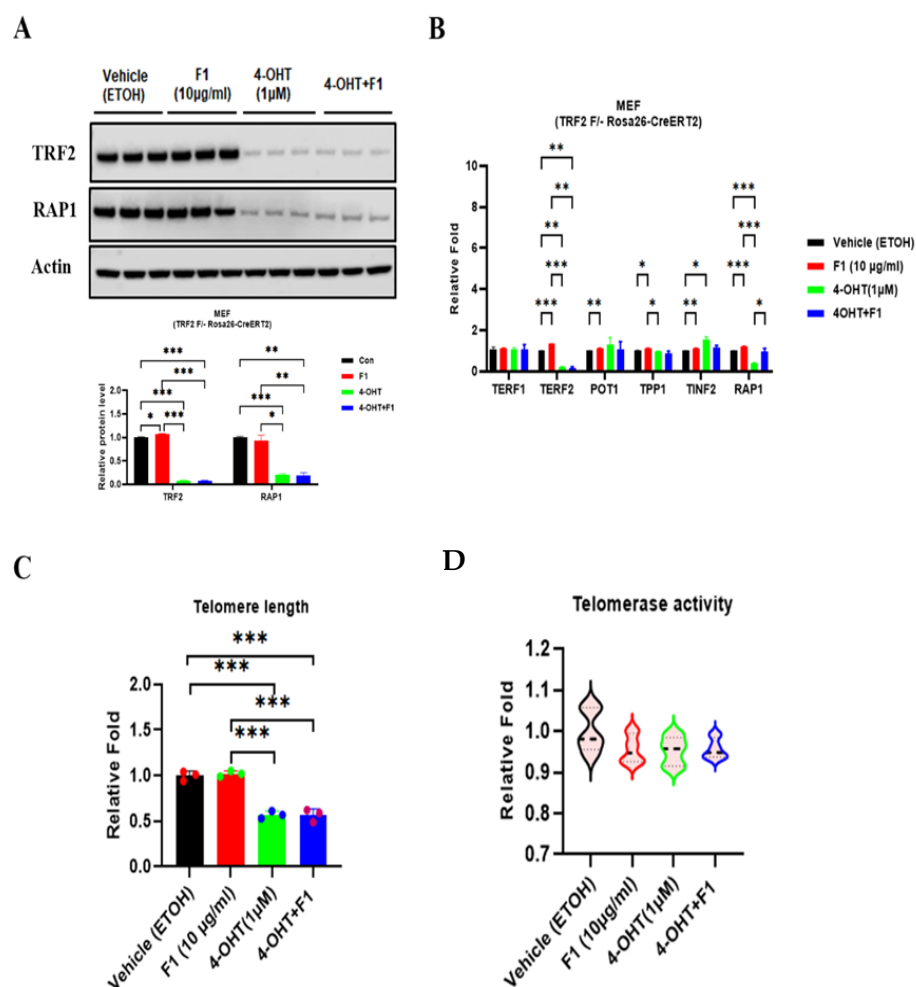 A
Vehicle
(ETOH)
F1
(10µg/ml)
4-OHT
(1µM)
4-OHT+F1
TRF2
RAP1
Actin
MEF
(TRF2 F/- Rosa26-CreERT2)
Relative protein level
2.0
1.5
1.0
0.5
0.0
***
***
***
*
***
**
**
***
*
TRF2
RAP1
Con
F1
4-OHT
4-OHT+F1
B
MEF
(TRF2 F/- Rosa26-CreERT2)
Relative Fold
10
8
6
4
2
0
**
**
**
***
***
**
*
*
*
**
***
***
***
*
TERF1
TERF2
POT1
TPP1
TINF2
RAP1
Vehicle (ETOH)
F1 (10 µg/ml)
4-OHT(1µM)
4OHT+F1
C
Telomere length
Relative Fold
2.0
1.5
1.0
0.5
0.0
***
***
***
***
Vehicle (ETOH)
F1 (10 µg/ml)
4-OHT(1µM)
4-OHT+F1
D
Telomerase activity
Relative Fold
1.2
1.1
1.0
0.9
0.8
0.7
Vehicle (ETOH)
F1 (10µg/ml)
4-OHT(1µM)
4-OHT+F1